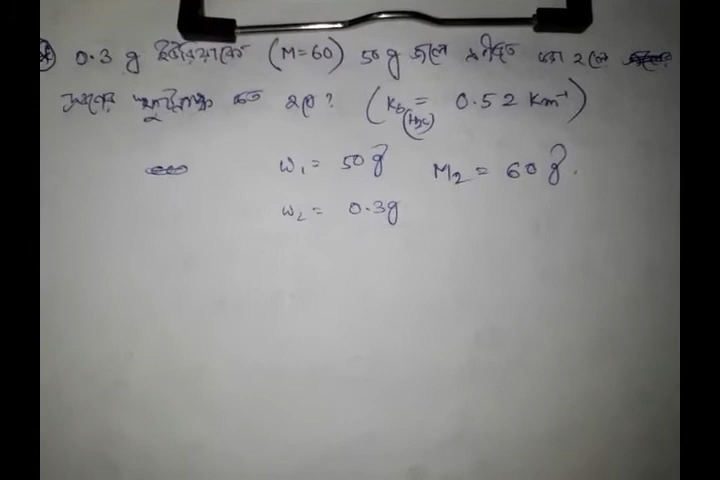 0.3 g ইউরিয়াকে (M=60) 50 g জলে দ্রবীভূত করা হলে
দ্রবণের স্ফুটনাঙ্ক কত হবে? (K_b (H₂O) = 0.52 Km⁻¹)
w₁ = 50 g M₂ = 60 g.
w₂ = 0.3g